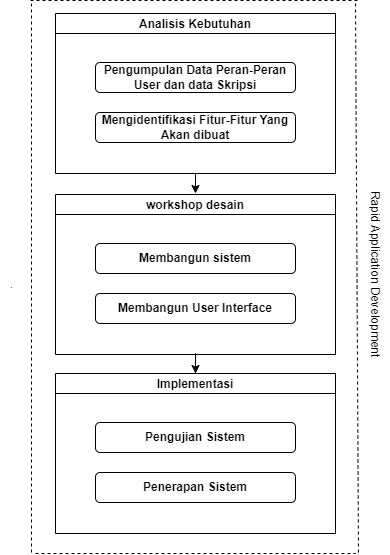 Analisis Kebutuhan
Pengumpulan Data Peran-Peran
User dan data Skripsi
Mengidentifikasi Fitur-Fitur Yang
Akan dibuat
workshop desain
Membangun sistem
Membangun User Interface
Implementasi
Pengujian Sistem
Penerapan Sistem
Rapid Application Development